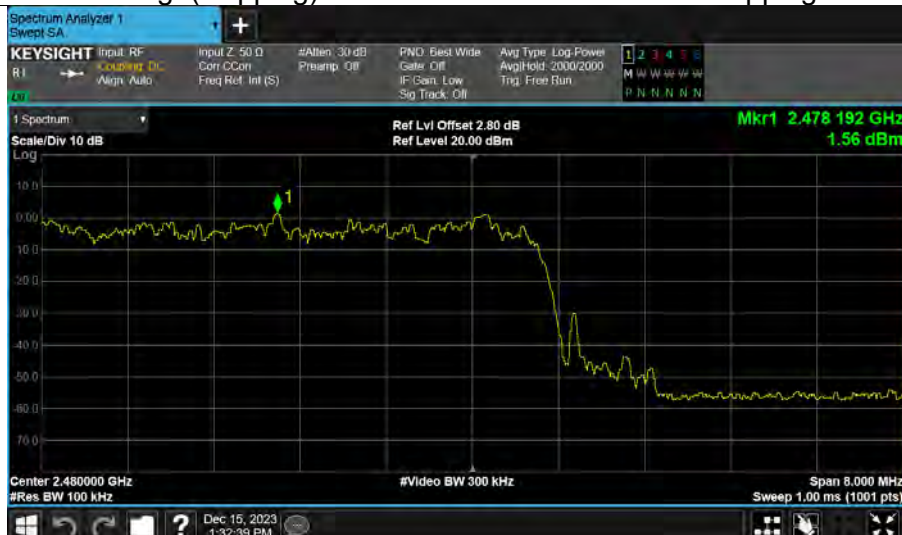 Spectrum Analyzer 1
Swept SA
+
KEYSIGHT Input: RF Input Z: 50 Ω #Atten: 30 dB PNO: Best Wide Avg Type: Log-Power 1 2 3 4 5 6
R L Coupling: DC Corr CCorr Preamp: Off Gate: Off Avg|Hold: 2000/2000 M W W W W W
Align: Auto Freq Ref: Int (S) IF Gain: Low Trig: Free Run
Sig Track: Off P N N N N N
1 Spectrum Ref Lvl Offset 2.80 dB Mkr1 2.478 192 GHz
Scale/Div 10 dB Ref Level 20.00 dBm 1.56 dBm
Log
10.0
1
0.00
-10.0
-20.0
-30.0
-40.0
-50.0
-60.0
-70.0
Center 2.480000 GHz #Video BW 300 kHz Span 8.000 MHz
#Res BW 100 kHz Sweep 1.00 ms (1001 pts)
? Dec 15, 2023
1:32:39 PM